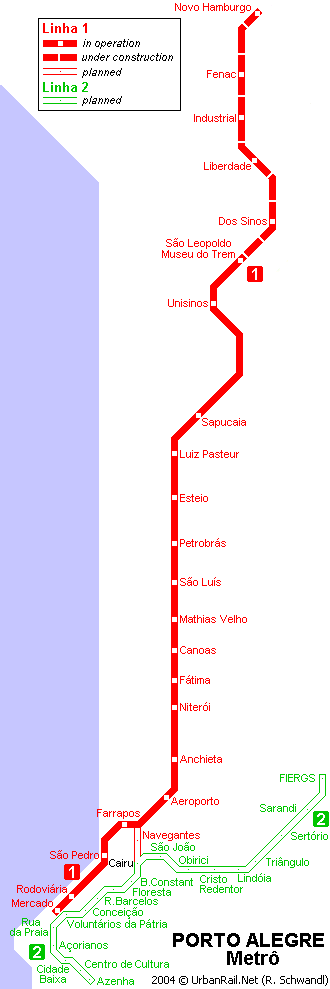 Linha 1
in operation
under construction
planned
Linha 2
planned
Novo Hamburgo
Fenac
Industrial
Liberdade
Dos Sinos
São Leopoldo
Museu do Trem
1
Unisinos
Sapucaia
Luiz Pasteur
Esteio
Petrobrás
São Luís
Mathias Velho
Canoas
Fátima
Niterói
Anchieta
Aeroporto
Farrapos
Navegantes
São Pedro
Cairu
1
Rodoviária
Mercado
FIERGS
Sarandi
2
Sertório
Triângulo
Lindóia
Cristo
Redentor
Obirici
São João
B.Constant
Floresta
R.Barcelos
Conceição
Voluntários da Pátria
Rua
da Praia
Açorianos
2
Cidade
Baixa
Centro de Cultura
Azenha
PORTO ALEGRE
Metrô
2004 © UrbanRail.Net (R. Schwandl)